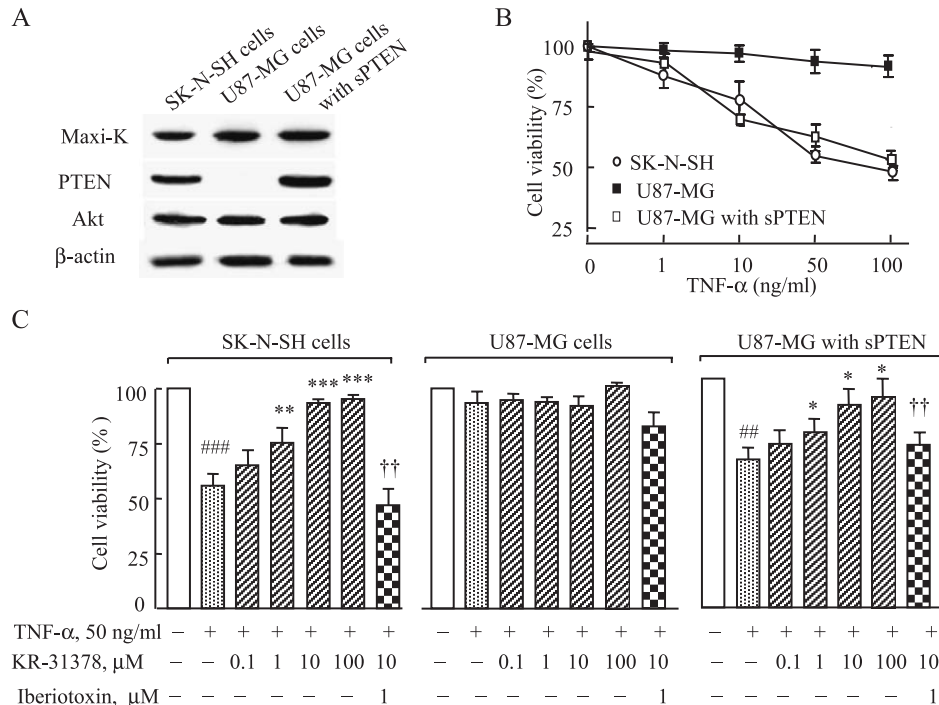 A
SK-N-SH cells
U87-MG cells
U87-MG cells
with sPTEN
Maxi-K
PTEN
Akt
β-actin
B
Cell viability (%)
100
75
50
25
SK-N-SH
U87-MG
U87-MG with sPTEN
0 1 10 50 100
TNF-α (ng/ml)
C
SK-N-SH cells U87-MG cells U87-MG with sPTEN
Cell viability (%)
100
75
50
25
0
### ** *** *** ††
## * * * ††
TNF-α, 50 ng/ml – + + + + + + – + + + + + + – + + + + + +
KR-31378, μM – – 0.1 1 10 100 10 – – 0.1 1 10 100 10 – – 0.1 1 10 100 10
Iberiotoxin, μM – – – – – – 1 – – – – – – 1 – – – – – – 1